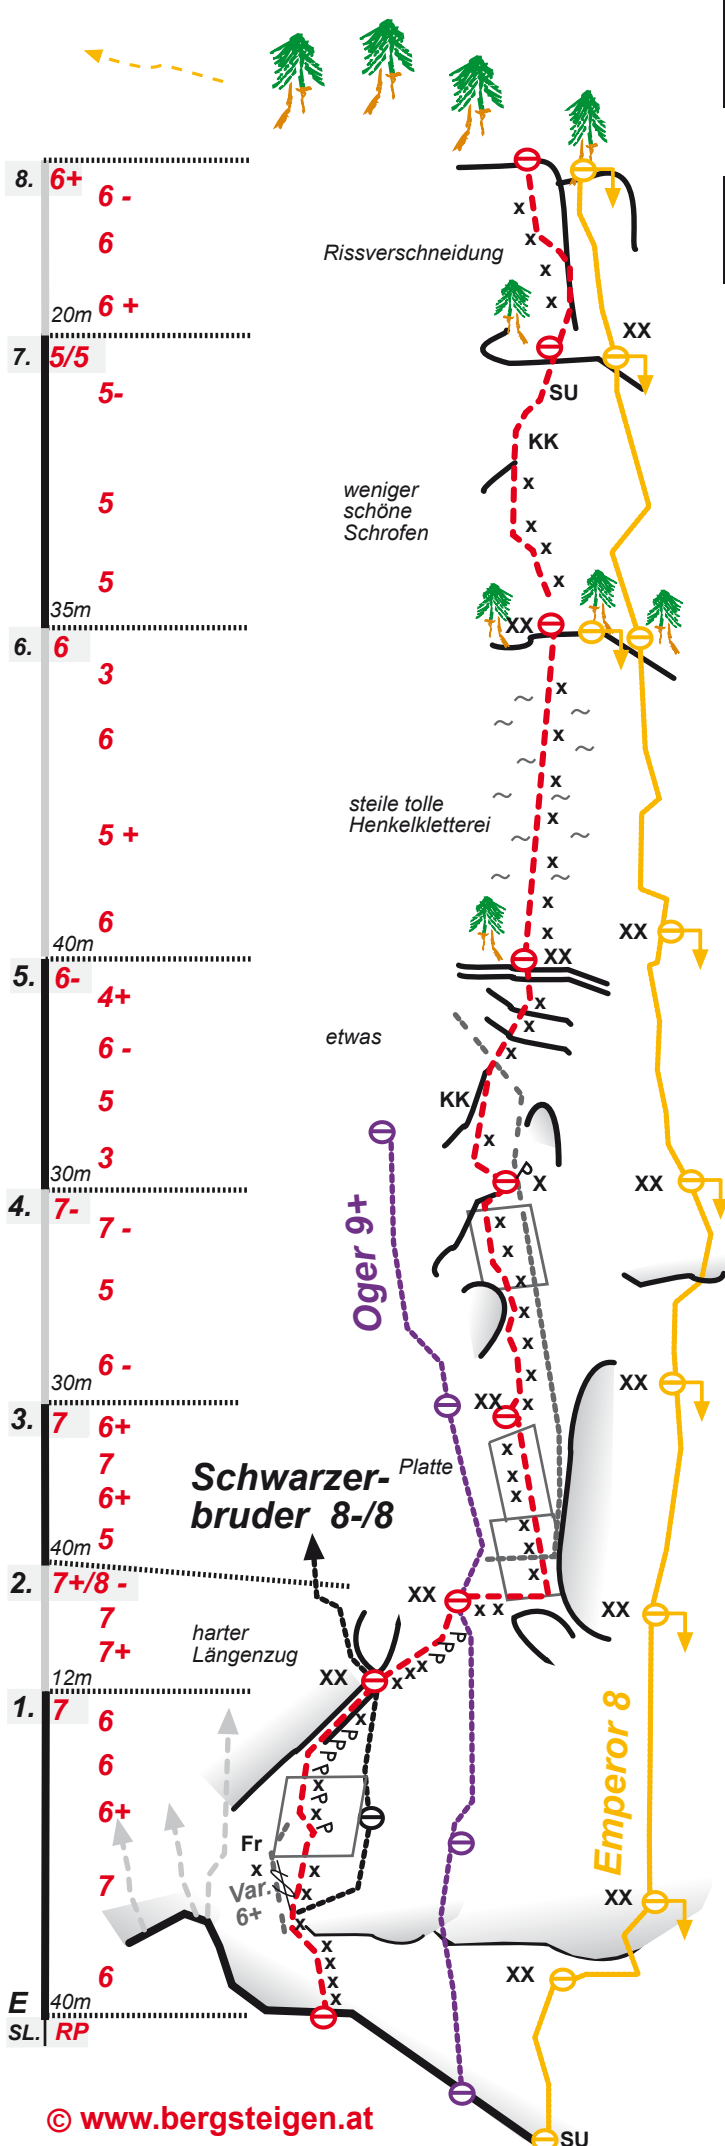 8. 6+
6 -
6
Rissverschneidung
6 +
20m
XX
7. 5/5
5-
SU
KK
weniger
schöne
Schrofen
5
5
35m
XX
6. 6
3
6
steile tolle
Henkelkletterei
5 +
6
XX
40m
XX
5. 6-
4+
etwas
6 -
5
KK
3
30m
P X
XX
4. 7-
7 -
Oger 9+
5
6 -
30m
XX
XX
3. 7
6+
7
Platte
Schwarzer-
bruder 8-/8
6+
5
40m
2. 7+/8 -
XX
XX
7
7+
harter
Längenzug
P
P
P
XX
12m
1. 7
6
P
P
P
P
6
P
6+
P
Emperor 8
Fr
7
Var.
6+
XX
6
XX
E 40m
SL. RP
© www.bergsteigen.at
SU